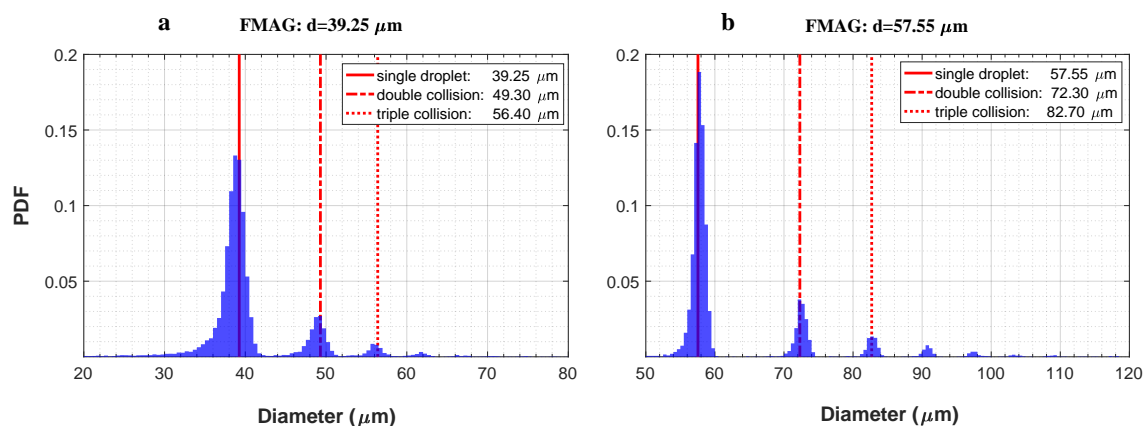 a
FMAG: d=39.25 μm
0.2
0.15
0.1
0.05
PDF
single droplet: 39.25 μm
double collision: 49.30 μm
triple collision: 56.40 μm
20 30 40 50 60 70 80
Diameter (μm)
b
FMAG: d=57.55 μm
0.2
0.15
0.1
0.05
single droplet: 57.55 μm
double collision: 72.30 μm
triple collision: 82.70 μm
50 60 70 80 90 100 110 120
Diameter (μm)